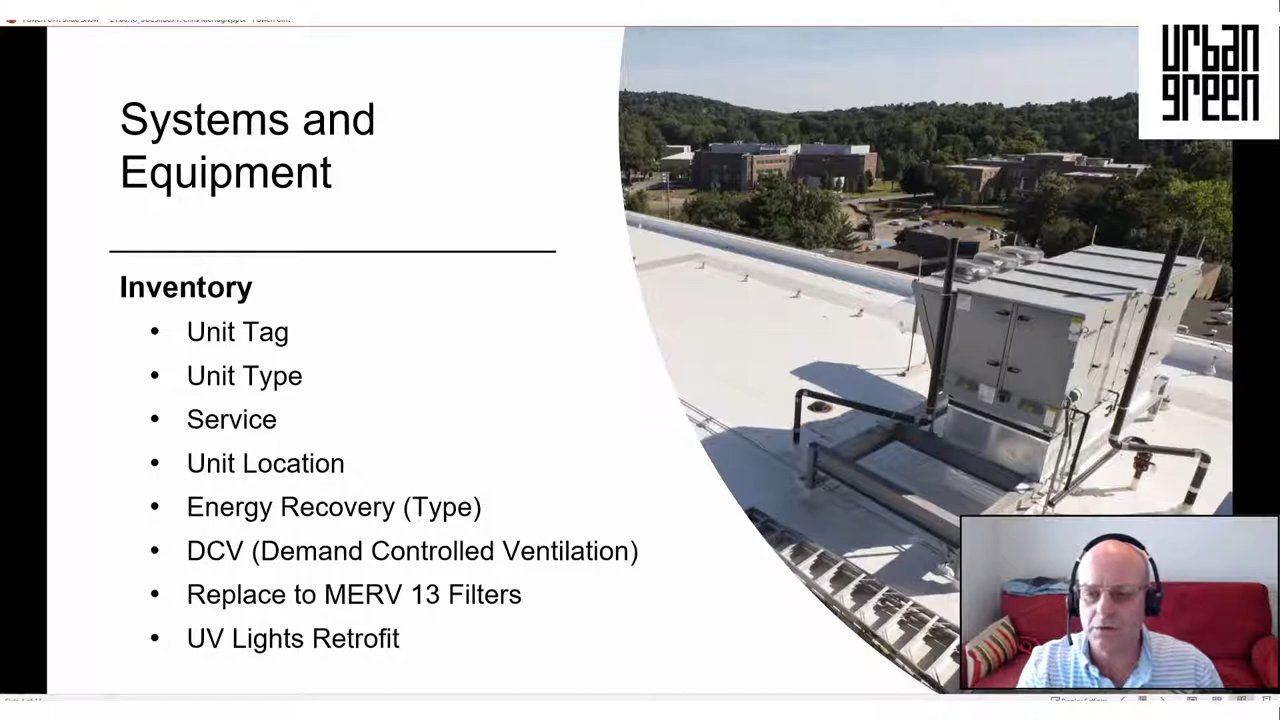 urban
green
Systems and
Equipment
Inventory
• Unit Tag
• Unit Type
• Service
• Unit Location
• Energy Recovery (Type)
• DCV (Demand Controlled Ventilation)
• Replace to MERV 13 Filters
• UV Lights Retrofit